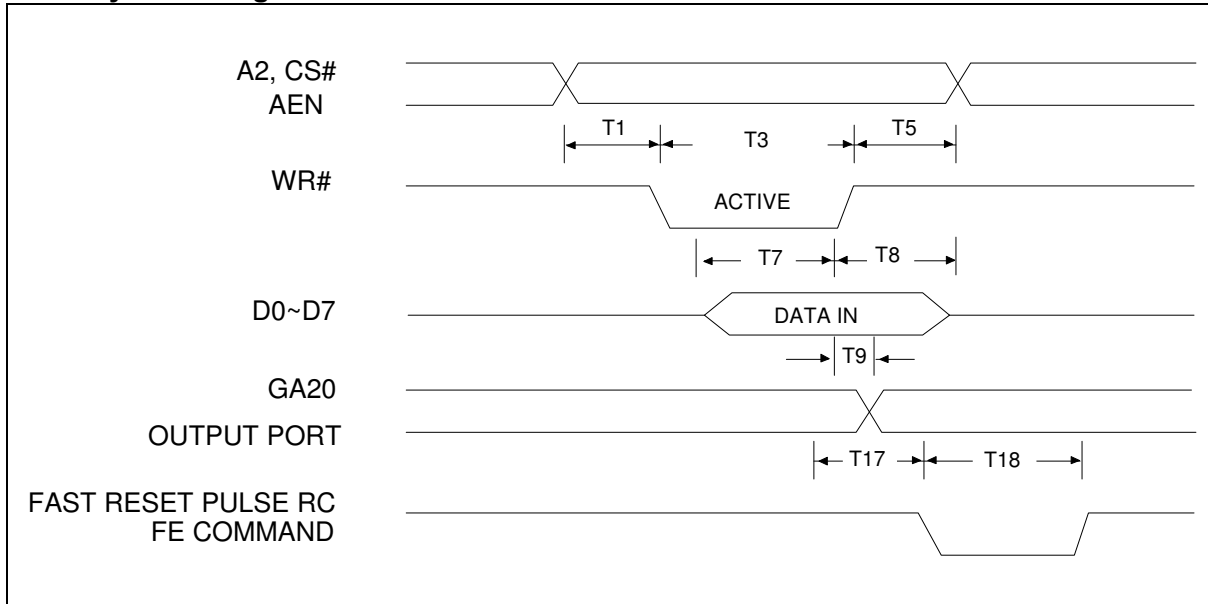 A2, CS#
AEN
T1
T3
T5
WR#
ACTIVE
T7
T8
D0~D7
DATA IN
T9
GA20
OUTPUT PORT
T17
T18
FAST RESET PULSE RC
FE COMMAND